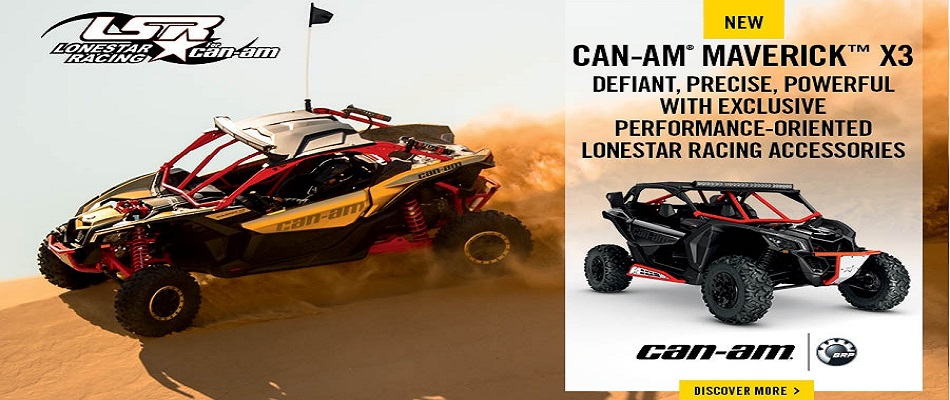 LSR
LONESTAR RACING for can-am
NEW
CAN-AM® MAVERICK™ X3
DEFIANT, PRECISE, POWERFUL
WITH EXCLUSIVE
PERFORMANCE-ORIENTED
LONESTAR RACING ACCESSORIES
can-am
can-am
can-am. BRP
DISCOVER MORE >